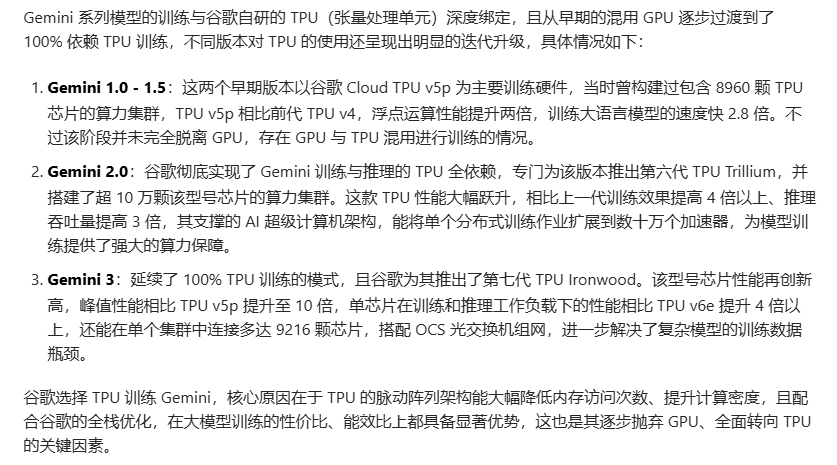 Gemini 系列模型的训练与谷歌自研的 TPU（张量处理单元）深度绑定，且从早期的混用 GPU 逐步过渡到了
100% 依赖 TPU 训练，不同版本对 TPU 的使用还呈现出明显的迭代升级，具体情况如下：
1. Gemini 1.0 - 1.5：这两个早期版本以谷歌 Cloud TPU v5p 为主要训练硬件，当时曾构建过包含 8960 颗 TPU
芯片的算力集群，TPU v5p 相比前代 TPU v4，浮点运算性能提升两倍，训练大语言模型的速度快 2.8 倍。不
过该阶段并未完全脱离 GPU，存在 GPU 与 TPU 混用进行训练的情况。
2. Gemini 2.0：谷歌彻底实现了 Gemini 训练与推理的 TPU 全依赖，专门为该版本推出第六代 TPU Trillium，并
搭建了超 10 万颗该型号芯片的算力集群。这款 TPU 性能大幅跃升，相比上一代训练效果提高 4 倍以上、推理
吞吐量提高 3 倍，其支撑的 AI 超级计算机架构，能将单个分布式训练作业扩展到数十万个加速器，为模型训
练提供了强大的算力保障。
3. Gemini 3：延续了 100% TPU 训练的模式，且谷歌为其推出了第七代 TPU Ironwood。该型号芯片性能再创新
高，峰值性能相比 TPU v5p 提升至 10 倍，单芯片在训练和推理工作负载下的性能相比 TPU v6e 提升 4 倍以
上，还能在单个集群中连接多达 9216 颗芯片，搭配 OCS 光交换机组网，进一步解决了复杂模型的训练数据
瓶颈。
谷歌选择 TPU 训练 Gemini，核心原因在于 TPU 的脉动阵列架构能大幅降低内存访问次数、提升计算密度，且配
合谷歌的全栈优化，在大模型训练的性价比、能效比上都具备显著优势，这也是其逐步抛弃 GPU、全面转向 TPU
的关键因素。